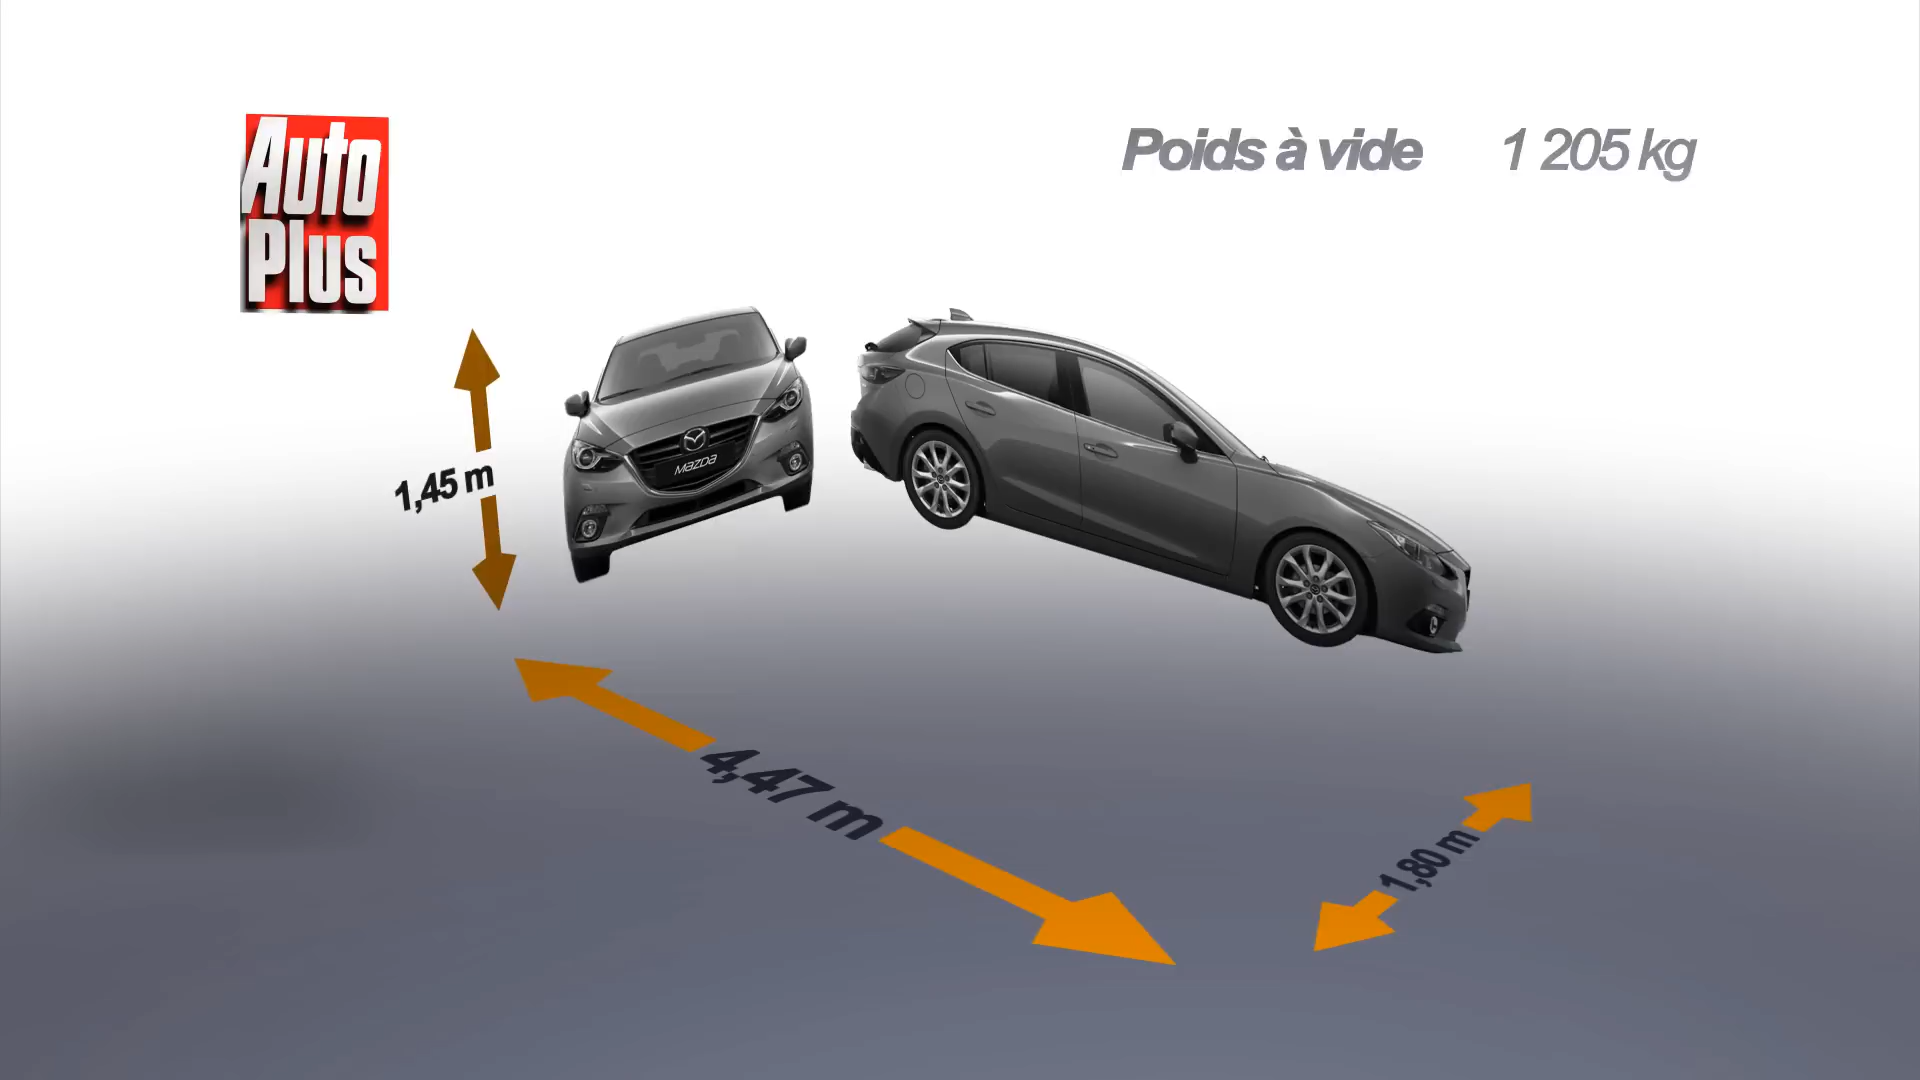 Auto
Plus
Poids à vide 1 205 kg
mazda
1,45 m
4,47 m
1,80 m